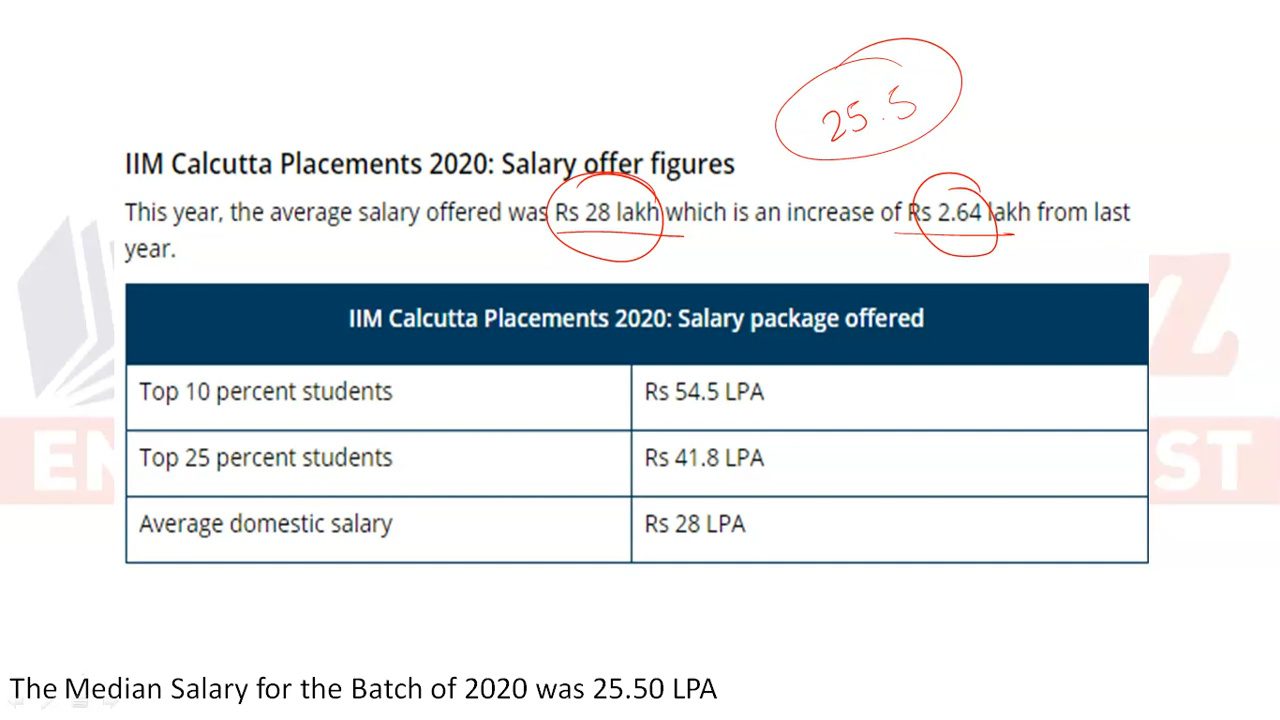 25.5
IIM Calcutta Placements 2020: Salary offer figures
This year, the average salary offered was Rs 28 lakh which is an increase of Rs 2.64 lakh from last
year.
IIM Calcutta Placements 2020: Salary package offered
Top 10 percent students Rs 54.5 LPA
Top 25 percent students Rs 41.8 LPA
EN ST
Average domestic salary Rs 28 LPA
The Median Salary for the Batch of 2020 was 25.50 LPA